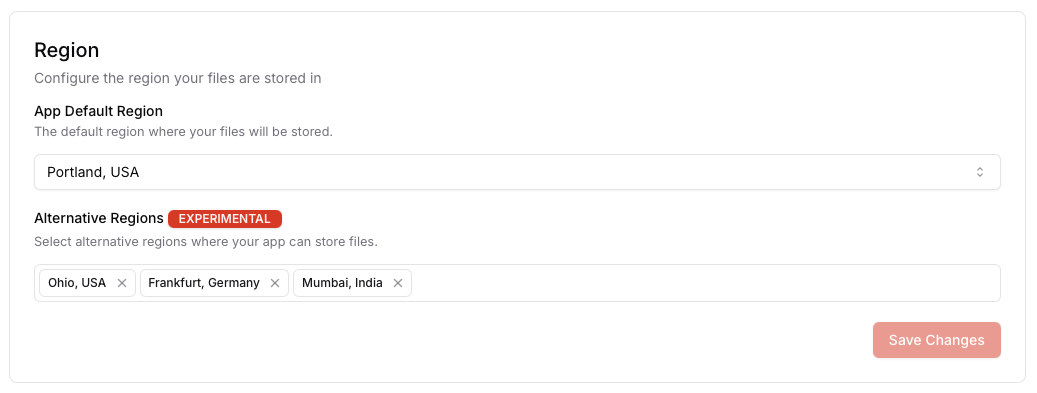 Region
Configure the region your files are stored in
App Default Region
The default region where your files will be stored.
Portland, USA
Alternative Regions EXPERIMENTAL
Select alternative regions where your app can store files.
Ohio, USA Frankfurt, Germany Mumbai, India
Save Changes